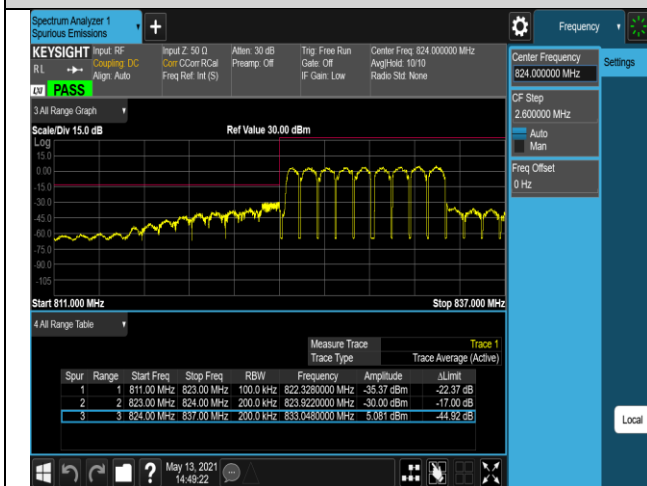 Spectrum Analyzer 1
Spurious Emissions
Frequency
KEYSIGHT Input: RF Input Z: 50 Ω Atten: 30 dB Trig: Free Run Center Freq: 824.000000 MHz
RL Coupling: DC Corr CCorr RCal Preamp: Off Gate: Off Avg|Hold: 10/10
Align: Auto Freq Ref: Int (S) IF Gain: Low Radio Std: None
LXI PASS
Center Frequency
824.000000 MHz
Settings
CF Step
2.600000 MHz
Auto
Man
Freq Offset
0 Hz
3 All Range Graph
Scale/Div 15.0 dB Ref Value 30.00 dBm
Log
15.0
0.00
-15.0
-30.0
-45.0
-60.0
-75.0
-90.0
-105
Start 811.000 MHz Stop 837.000 MHz
4 All Range Table
Measure Trace Trace 1
Trace Type Trace Average (Active)
Spur Range Start Freq Stop Freq RBW Frequency Amplitude ΔLimit
1 1 811.00 MHz 823.00 MHz 100.0 kHz 822.3280000 MHz -35.37 dBm -22.37 dB
2 2 823.00 MHz 824.00 MHz 200.0 kHz 823.9220000 MHz -30.00 dBm -17.00 dB
3 3 824.00 MHz 837.00 MHz 200.0 kHz 833.0480000 MHz 5.081 dBm -44.92 dB
Local
May 13, 2021
14:49:22